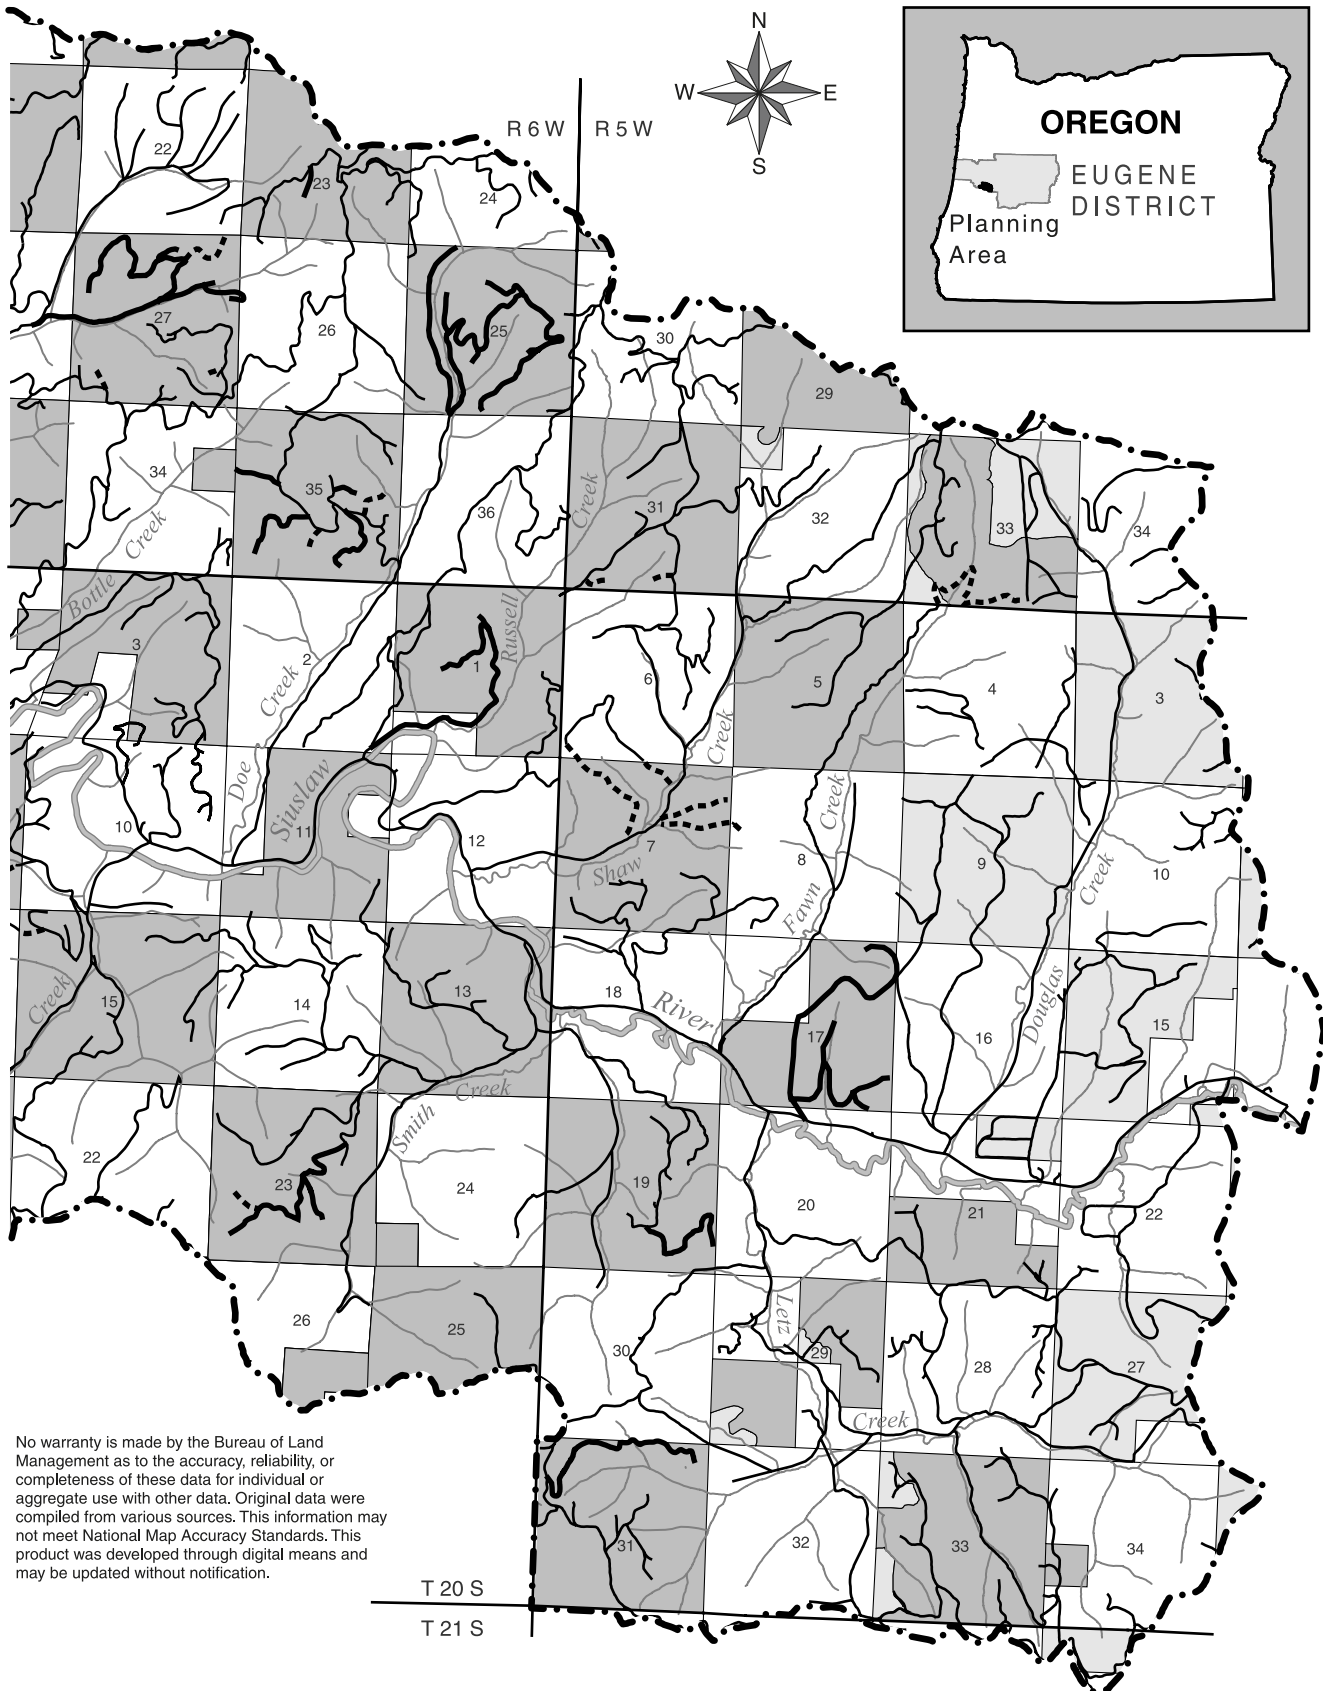 N
W
E
S
R 6 W
R 5 W
OREGON
EUGENE
DISTRICT
Planning
Area
22
23
24
27
26
25
30
29
34
35
36
31
32
33
34
Creek
Bottle
Creek
Russell
3
2
1
6
5
4
3
Creek
Doe
Creek
Siuslaw
10
11
12
7
8
9
10
Shaw
Creek
Fawn
Creek
Douglas
Creek
15
14
13
18
17
16
15
River
Smith
Creek
22
23
24
19
20
21
22
26
25
30
29
28
27
Letz
Creek
31
32
33
34
No warranty is made by the Bureau of Land
Management as to the accuracy, reliability, or
completeness of these data for individual or
aggregate use with other data. Original data were
compiled from various sources. This information may
not meet National Map Accuracy Standards. This
product was developed through digital means and
may be updated without notification.
T 20 S
T 21 S